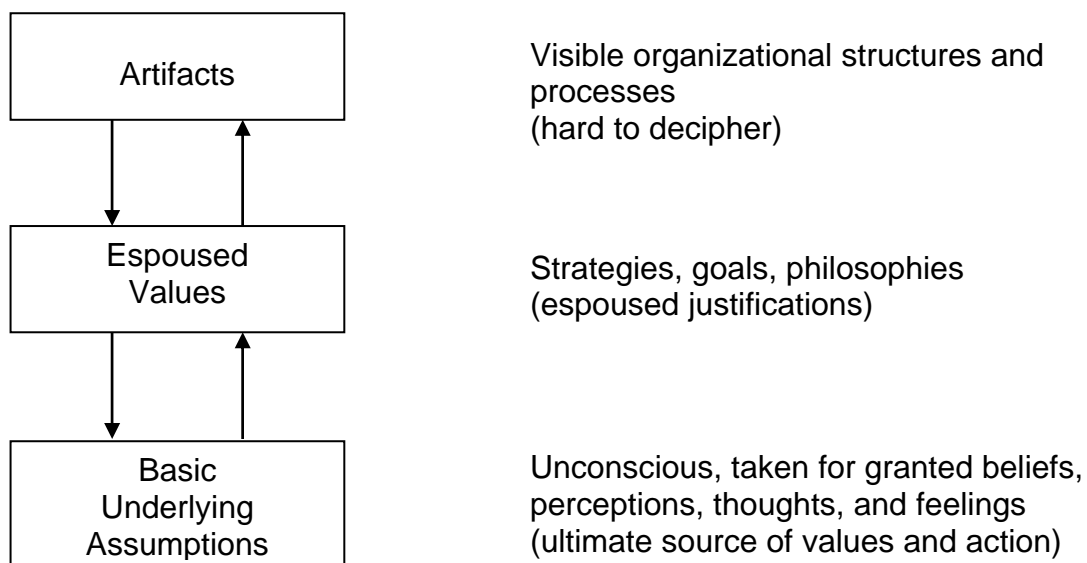 Artifacts
Visible organizational structures and
processes
(hard to decipher)
Espoused
Values
Strategies, goals, philosophies
(espoused justifications)
Basic
Underlying
Assumptions
Unconscious, taken for granted beliefs,
perceptions, thoughts, and feelings
(ultimate source of values and action)